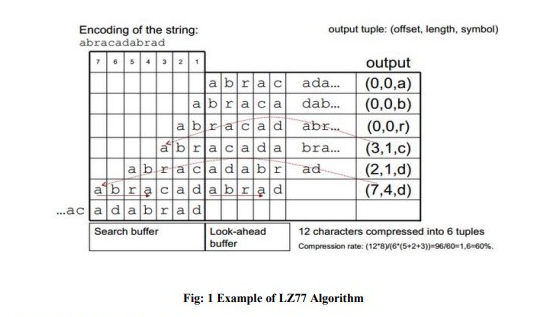 Encoding of the string:
output tuple: (offset, length, symbol)
abracadabrad
7 6 5 4 3 2 1
output
a b r a c ada... (0,0,a)
a b r a c a dab... (0,0,b)
a b r a c a d abr... (0,0,r)
a b r a c a d a bra... (3,1,c)
a b r a c a d a b r ad (2,1,d)
a b r a c a d a b r a d (7,4,d)
...ac a d a b r a d
Search buffer
Look-ahead
buffer
12 characters compressed into 6 tuples
Compression rate: (12*8)/(6*(5+2+3))=96/60=1,6=60%.
Fig: 1 Example of LZ77 Algorithm